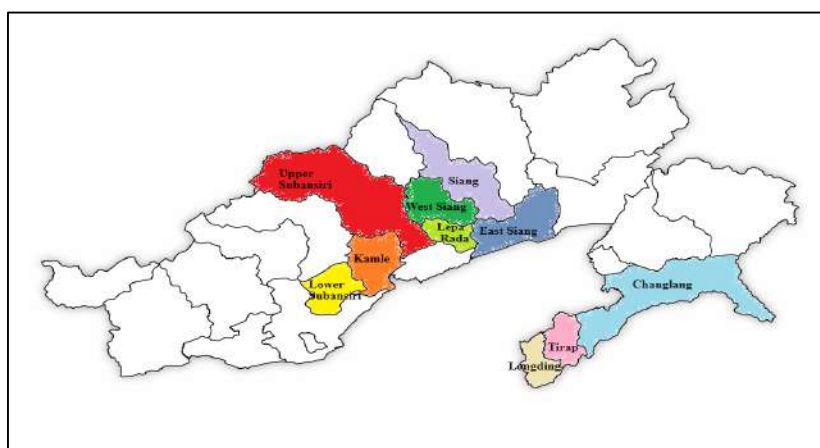 Upper
Subansiri
Siang
West Siang
Lepa
Rada
East Siang
Kamle
Lower
Subansiri
Changlang
Tirap
Longding